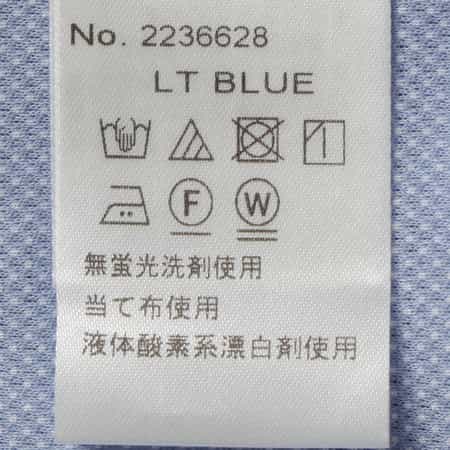 No. 2236628
LT BLUE
F W
無蛍光洗剤使用
当て布使用
液体酸素系漂白剤使用